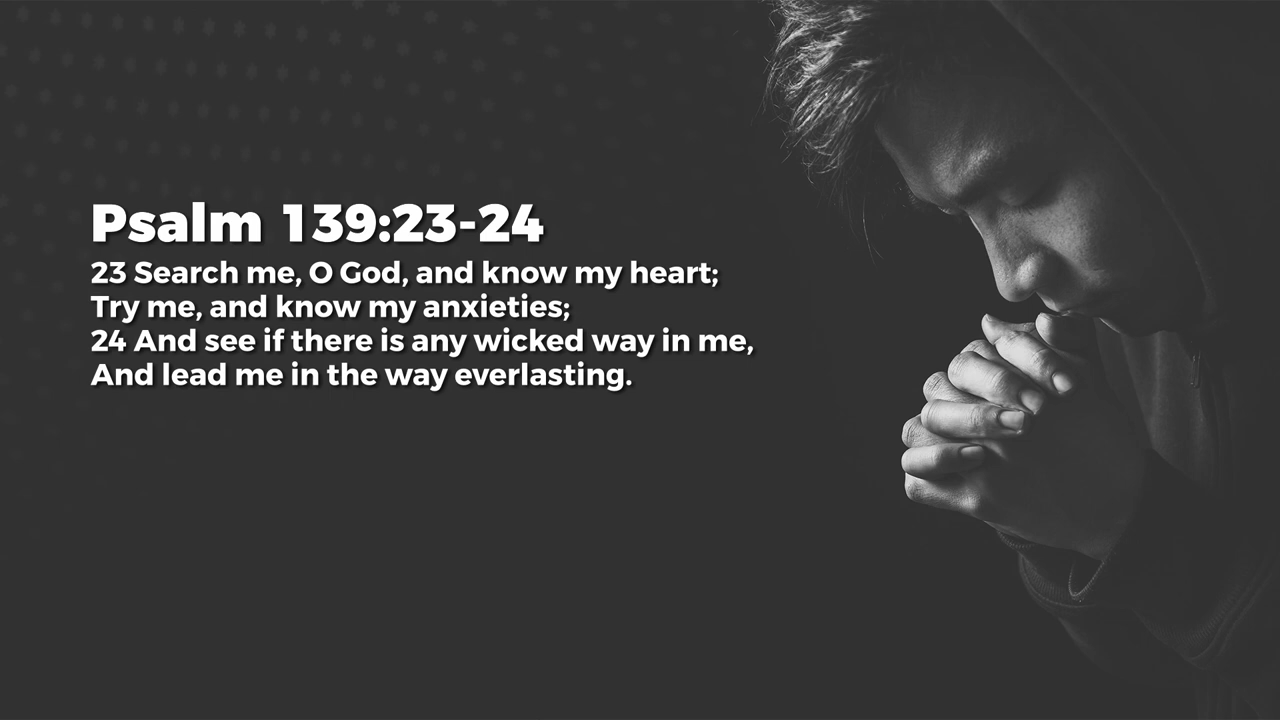 Psalm 139:23-24
23 Search me, O God, and know my heart;
Try me, and know my anxieties;
24 And see if there is any wicked way in me,
And lead me in the way everlasting.